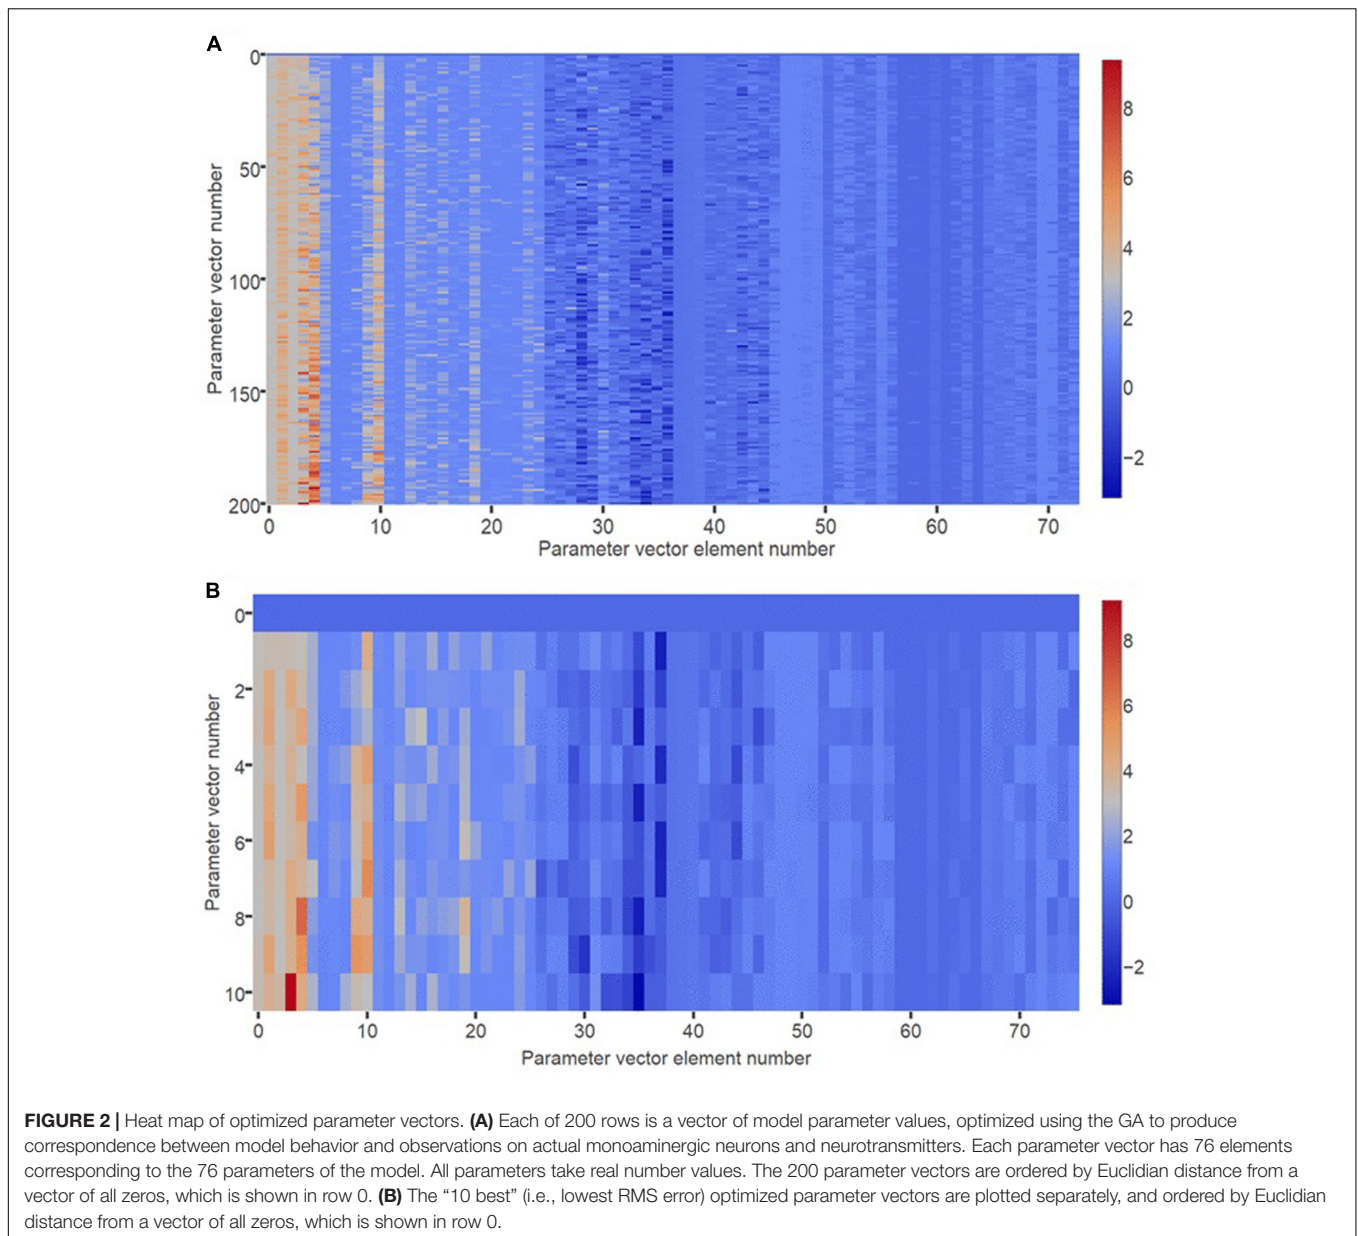 A
0
50
100
150
200
Parameter vector number
0 10 20 30 40 50 60 70
Parameter vector element number
8
6
4
2
0
−2
B
0
2
4
6
8
10
Parameter vector number
0 10 20 30 40 50 60 70
Parameter vector element number
8
6
4
2
0
−2
FIGURE 2 | Heat map of optimized parameter vectors. (A) Each of 200 rows is a vector of model parameter values, optimized using the GA to produce
correspondence between model behavior and observations on actual monoaminergic neurons and neurotransmitters. Each parameter vector has 76 elements
corresponding to the 76 parameters of the model. All parameters take real number values. The 200 parameter vectors are ordered by Euclidian distance from a
vector of all zeros, which is shown in row 0. (B) The “10 best” (i.e., lowest RMS error) optimized parameter vectors are plotted separately, and ordered by Euclidian
distance from a vector of all zeros, which is shown in row 0.